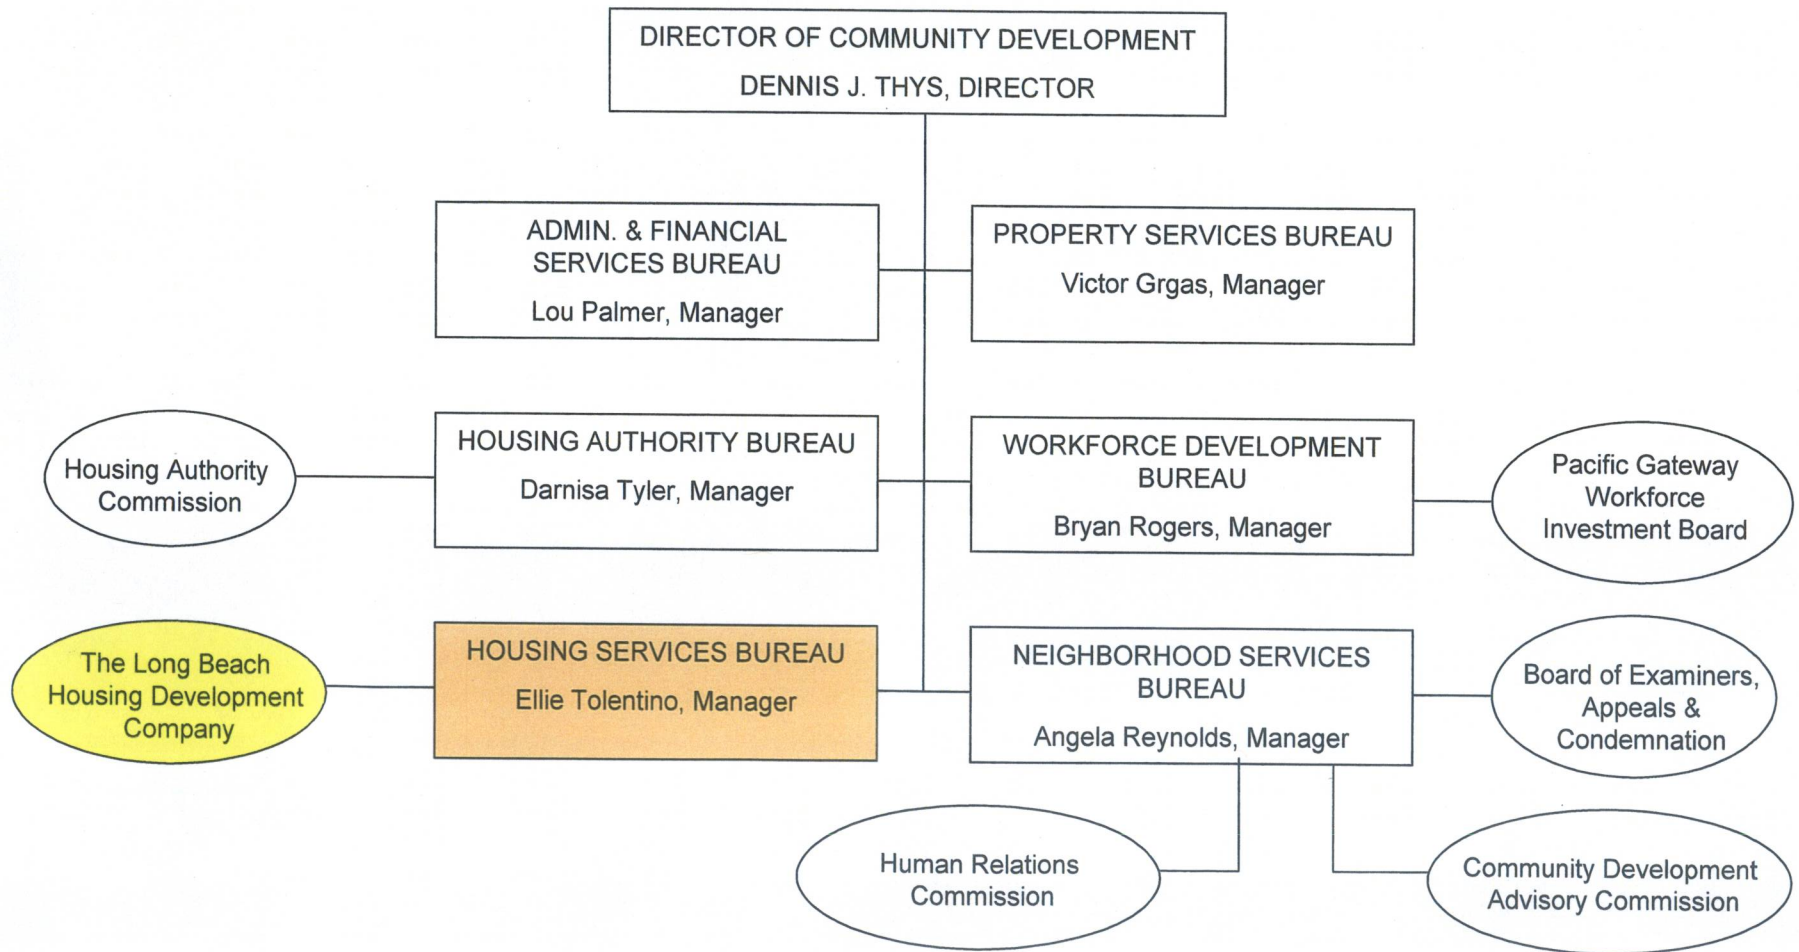 DIRECTOR OF COMMUNITY DEVELOPMENT
DENNIS J. THYS, DIRECTOR
ADMIN. & FINANCIAL
SERVICES BUREAU
Lou Palmer, Manager
PROPERTY SERVICES BUREAU
Victor Grgas, Manager
Housing Authority
Commission
HOUSING AUTHORITY BUREAU
Darnisa Tyler, Manager
WORKFORCE DEVELOPMENT
BUREAU
Bryan Rogers, Manager
Pacific Gateway
Workforce
Investment Board
The Long Beach
Housing Development
Company
HOUSING SERVICES BUREAU
Ellie Tolentino, Manager
NEIGHBORHOOD SERVICES
BUREAU
Angela Reynolds, Manager
Board of Examiners,
Appeals &
Condemnation
Human Relations
Commission
Community Development
Advisory Commission